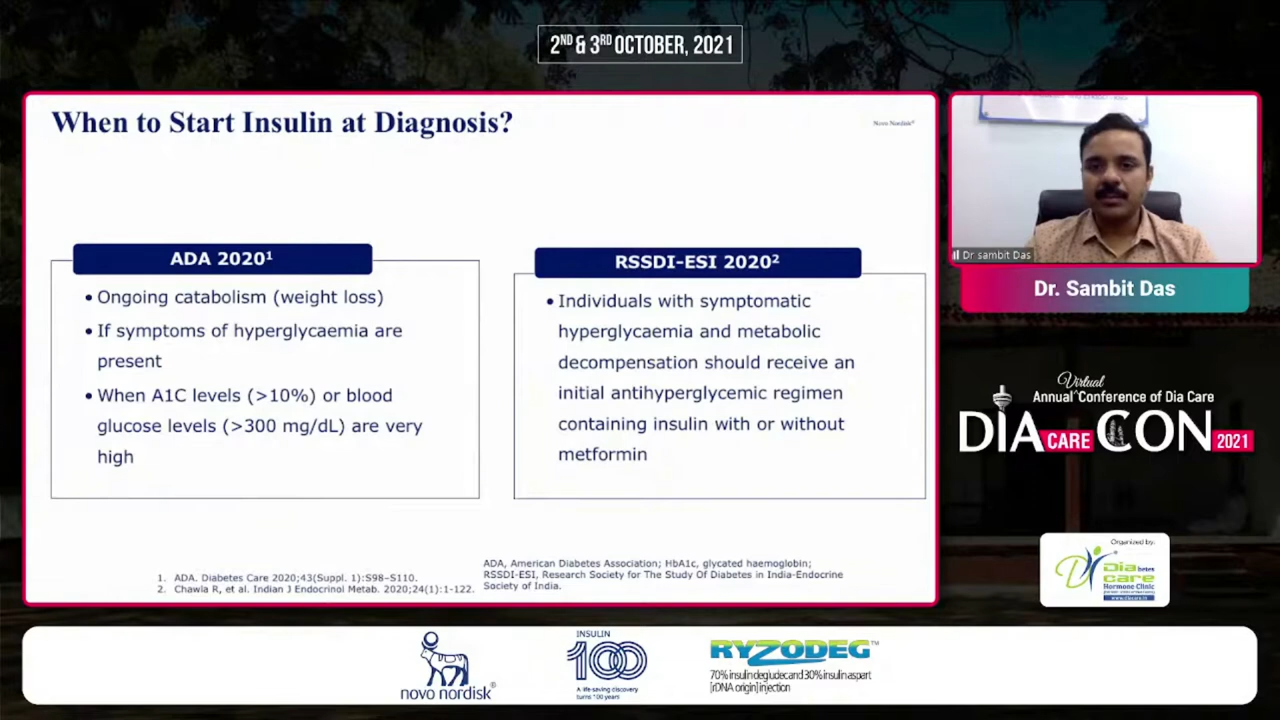 2ND & 3RD OCTOBER, 2021
When to Start Insulin at Diagnosis?
Novo Nordisk®
ADA 2020¹
• Ongoing catabolism (weight loss)
• If symptoms of hyperglycaemia are
present
• When A1C levels (>10%) or blood
glucose levels (>300 mg/dL) are very
high
RSSDI-ESI 2020²
• Individuals with symptomatic
hyperglycaemia and metabolic
decompensation should receive an
initial antihyperglycemic regimen
containing insulin with or without
metformin
1. ADA. Diabetes Care 2020;43(Suppl. 1):S98–S110.
2. Chawla R, et al. Indian J Endocrinol Metab. 2020;24(1):1-122.
ADA, American Diabetes Association; HbA1c, glycated haemoglobin;
RSSDI-ESI, Research Society for The Study Of Diabetes in India-Endocrine
Society of India.
Dr sambit Das
Dr. Sambit Das
Virtual
Annual ^ Conference of Dia Care
DIA CARE CON 2021
Organized by:
Diabetes
care
Hormone Clinic
novo nordisk®
INSULIN
100
A life-saving discovery
turns 100 years
RYZODEG™
70% insulin degludec and 30% insulin aspart
[rDNA origin] injection